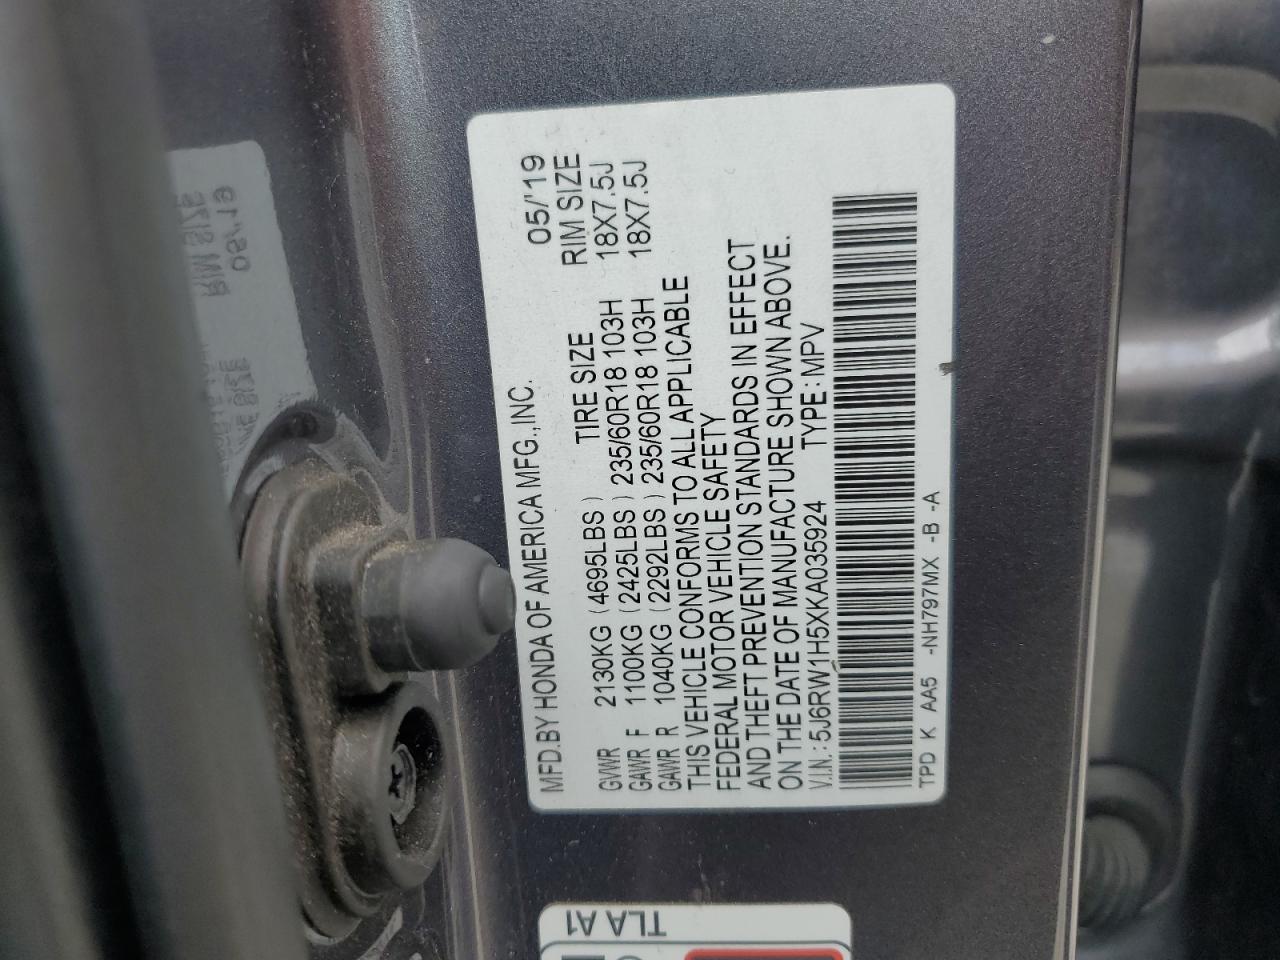 MFD.BY HONDA OF AMERICA MFG.,INC. 05/'19
TIRE SIZE RIM SIZE
GVWR 2130KG (4695LBS) 235/60R18 103H 18X7.5J
GAWR F 1100KG (2425LBS) 235/60R18 103H 18X7.5J
GAWR R 1040KG (2292LBS)
THIS VEHICLE CONFORMS TO ALL APPLICABLE
FEDERAL MOTOR VEHICLE SAFETY
AND THEFT PREVENTION STANDARDS IN EFFECT
ON THE DATE OF MANUFACTURE SHOWN ABOVE.
V.I.N.: 5J6RW1H5XKA035924 TYPE: MPV
TPD K AA5 -NH797MX -B -A
TLA A1